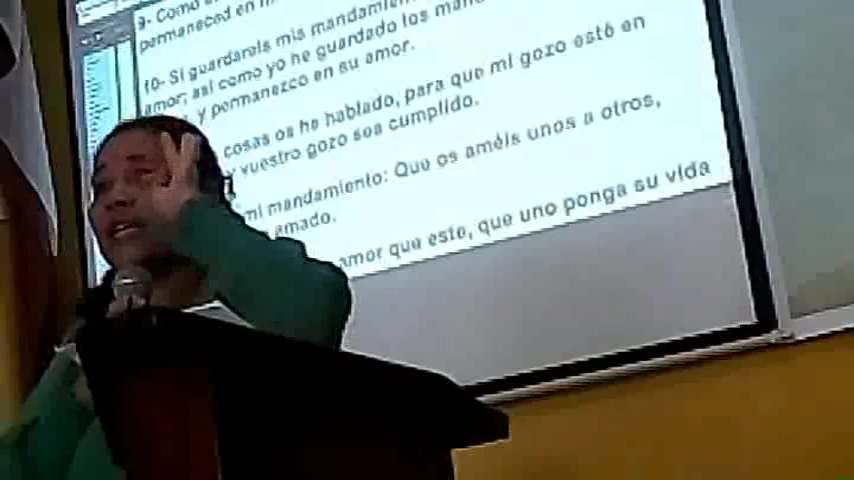 9- Como
permaneced en
10- Si guardareis mis mandamien
amor; así como yo he guardado los man
y permanezco en su amor.
cosas os he hablado, para que mi gozo esté en
y vuestro gozo sea cumplido.
mi mandamiento: Que os améis unos a otros,
amado.
amor que este, que uno ponga su vida